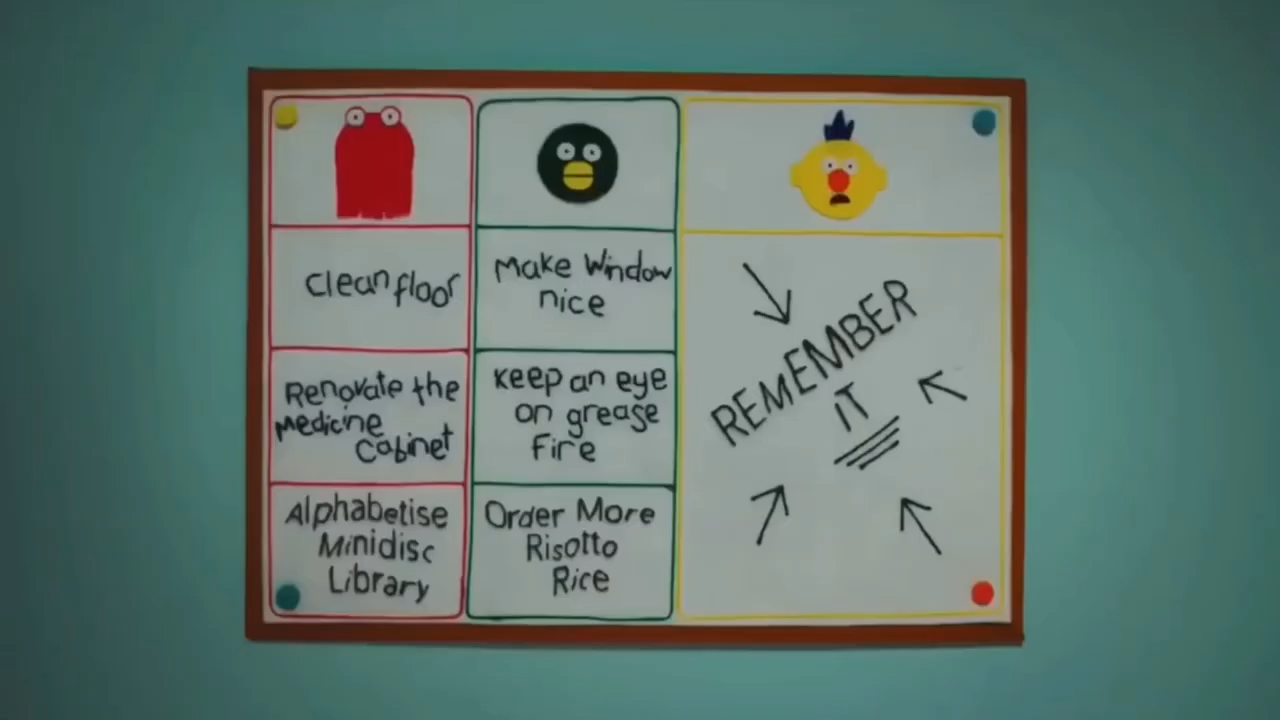 Clean floor
Renovate the
Medicine
Cabinet
Alphabetise
Minidisc
Library
Make Window
nice
Keep an eye
on grease
Fire
Order More
Risotto
Rice
REMEMBER
IT